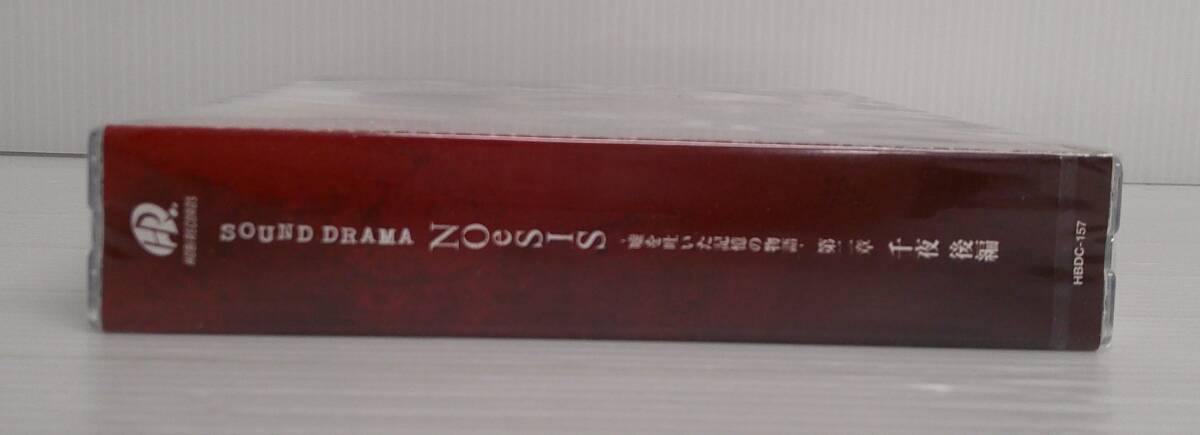 HOBiRECORDS
SOUND DRAMA NOeSIS -嘘を吐いた記憶の物語- 第二章 千夜 後編
HBDC-157